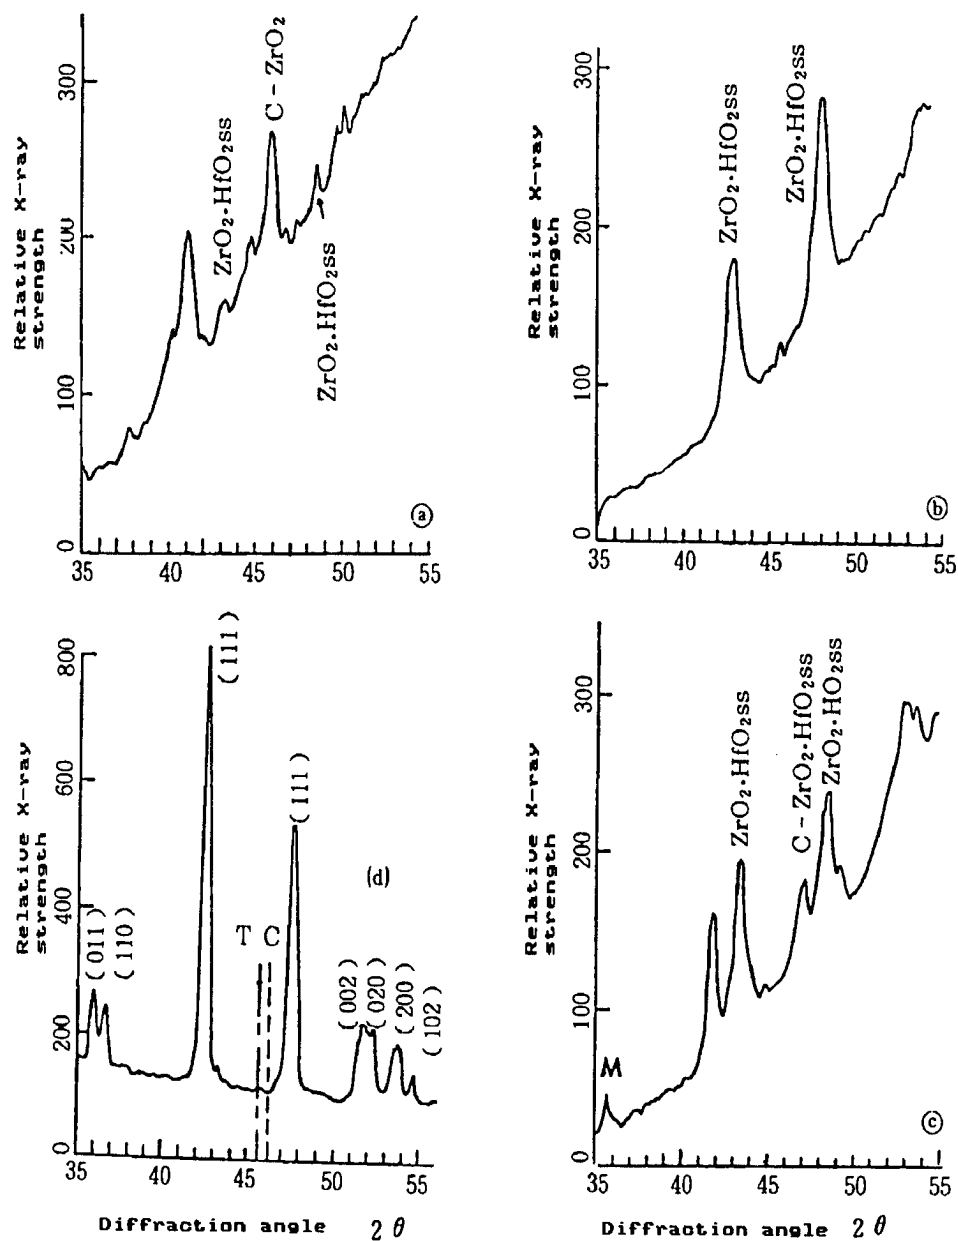 Relative X-ray
strength
300
200
100
0
ZrO₂·HfO₂ss
C-ZrO₂
ZrO₂.HfO₂ss
ⓐ
35 40 45 50 55
Relative X-ray
strength
300
200
100
0
ZrO₂·HfO₂ss
ZrO₂·HfO₂ss
ⓑ
35 40 45 50 55
Relative X-ray
strength
800
600
400
200
0
(011)
(110)
(111)
T C
(111)
(d)
(002)
(020)
(200)
(102)
35 40 45 50 55
Diffraction angle 2θ
Relative X-ray
strength
300
200
100
0
M
ZrO₂·HfO₂ss
C-ZrO₂·HfO₂ss
ZrO₂·HO₂ss
ⓒ
35 40 45 50 55
Diffraction angle 2θ